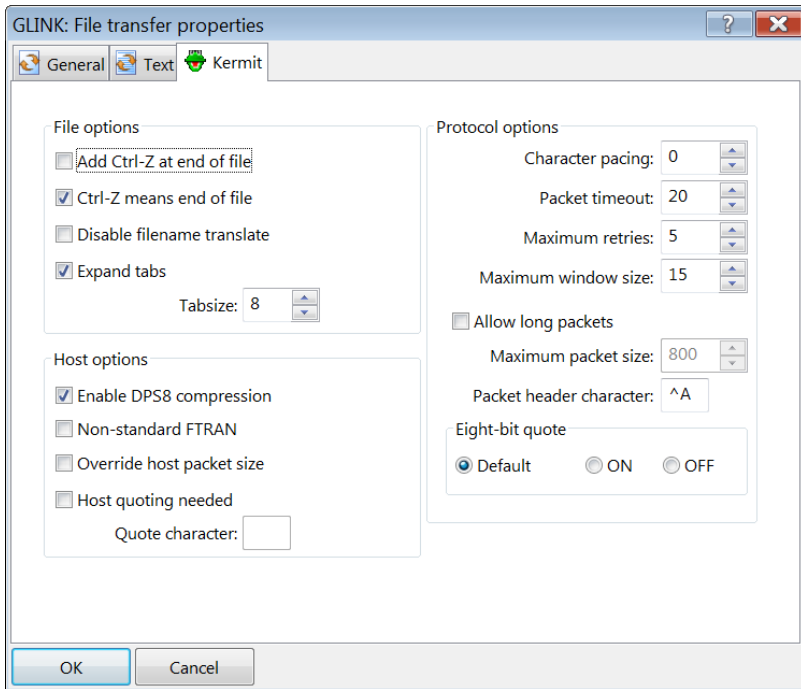 GLINK: File transfer properties
General Text Kermit
File options
Add Ctrl-Z at end of file
Ctrl-Z means end of file
Disable filename translate
Expand tabs
Tabsize: 8
Host options
Enable DPS8 compression
Non-standard FTRAN
Override host packet size
Host quoting needed
Quote character:
Protocol options
Character pacing: 0
Packet timeout: 20
Maximum retries: 5
Maximum window size: 15
Allow long packets
Maximum packet size: 800
Packet header character: ^A
Eight-bit quote
Default ON OFF
OK Cancel